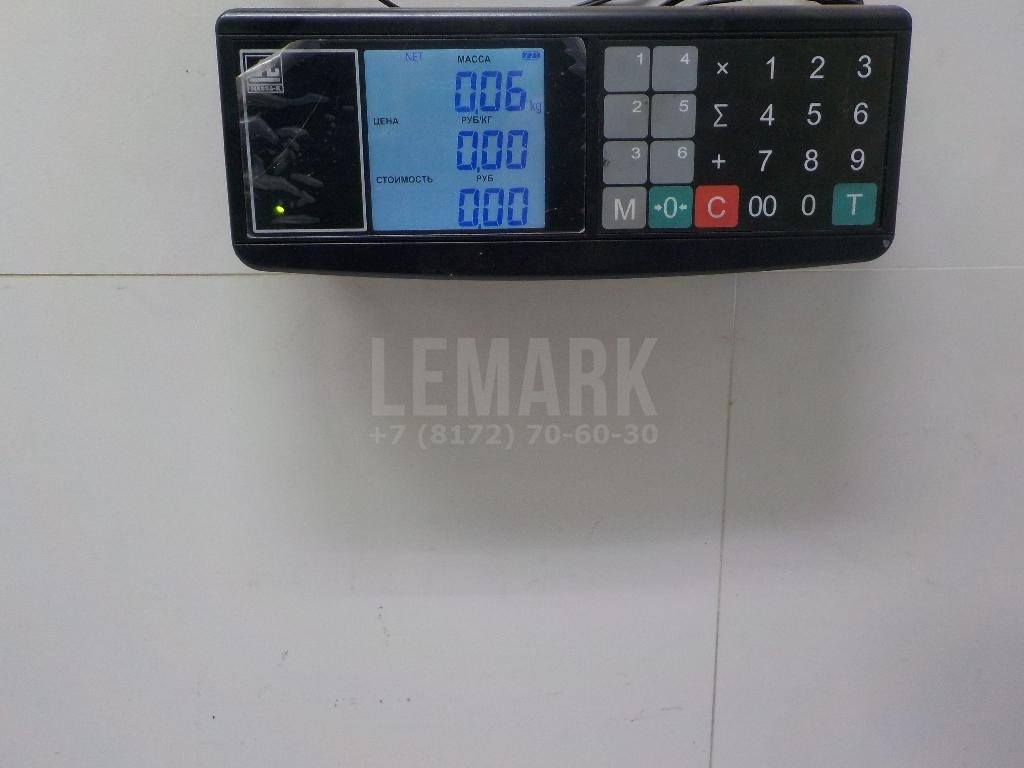 NET МАССА
0,06 kg
ЦЕНА РУБ/КГ
0,00
СТОИМОСТЬ РУБ
0,00
1 4 × 1 2 3
2 5 Σ 4 5 6
3 6 + 7 8 9
M →0← C 00 0 T
LEMARK
+7 (8172) 70-60-30